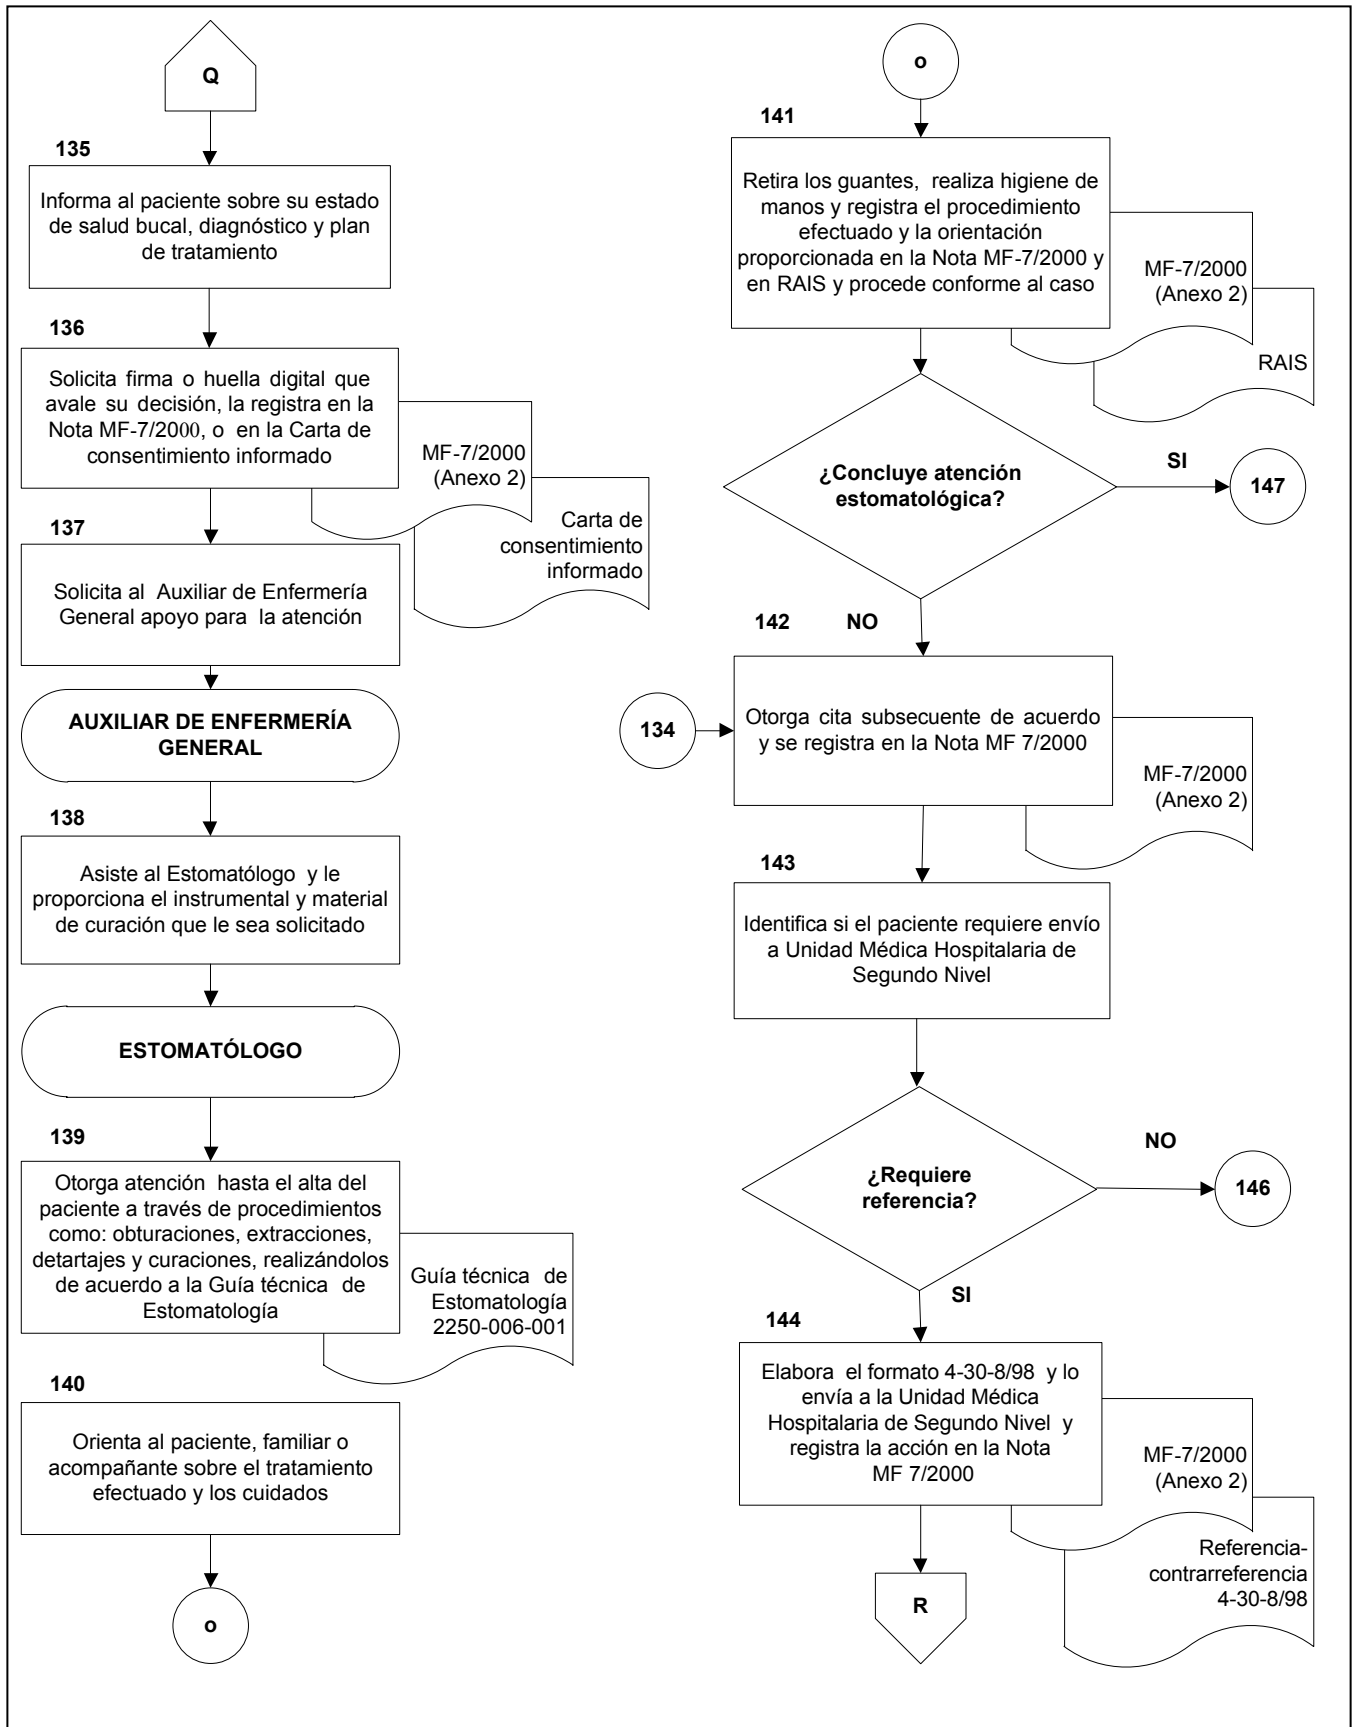 Q
135
Informa al paciente sobre su estado
de salud bucal, diagnóstico y plan
de tratamiento
136
Solicita firma o huella digital que
avale su decisión, la registra en la
Nota MF-7/2000, o en la Carta de
consentimiento informado
MF-7/2000
(Anexo 2)
Carta de
consentimiento
informado
137
Solicita al Auxiliar de Enfermería
General apoyo para la atención
AUXILIAR DE ENFERMERÍA
GENERAL
138
Asiste al Estomatólogo y le
proporciona el instrumental y material
de curación que le sea solicitado
ESTOMATÓLOGO
139
Otorga atención hasta el alta del
paciente a través de procedimientos
como: obturaciones, extracciones,
detartajes y curaciones, realizándolos
de acuerdo a la Guía técnica de
Estomatología
Guía técnica de
Estomatología
2250-006-001
140
Orienta al paciente, familiar o
acompañante sobre el tratamiento
efectuado y los cuidados
o
o
141
Retira los guantes, realiza higiene de
manos y registra el procedimiento
efectuado y la orientación
proporcionada en la Nota MF-7/2000 y
en RAIS y procede conforme al caso
MF-7/2000
(Anexo 2)
RAIS
¿Concluye atención
estomatológica?
SI
147
142
NO
134
Otorga cita subsecuente de acuerdo
y se registra en la Nota MF 7/2000
MF-7/2000
(Anexo 2)
143
Identifica si el paciente requiere envío
a Unidad Médica Hospitalaria de
Segundo Nivel
¿Requiere
referencia?
NO
146
SI
144
Elabora el formato 4-30-8/98 y lo
envía a la Unidad Médica
Hospitalaria de Segundo Nivel y
registra la acción en la Nota
MF 7/2000
MF-7/2000
(Anexo 2)
Referencia-
contrarreferencia
4-30-8/98
R